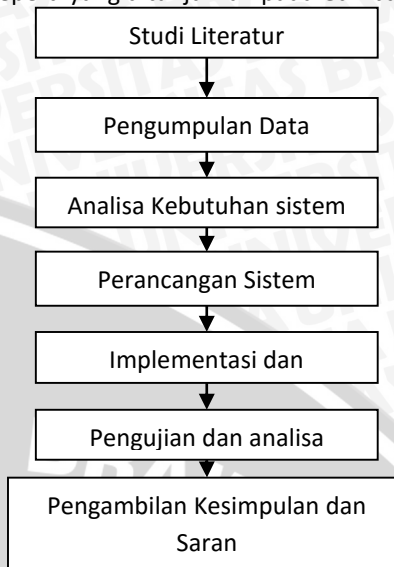 Studi Literatur
Pengumpulan Data
Analisa Kebutuhan sistem
Perancangan Sistem
Implementasi dan
Pengujian dan analisa
Pengambilan Kesimpulan dan
Saran